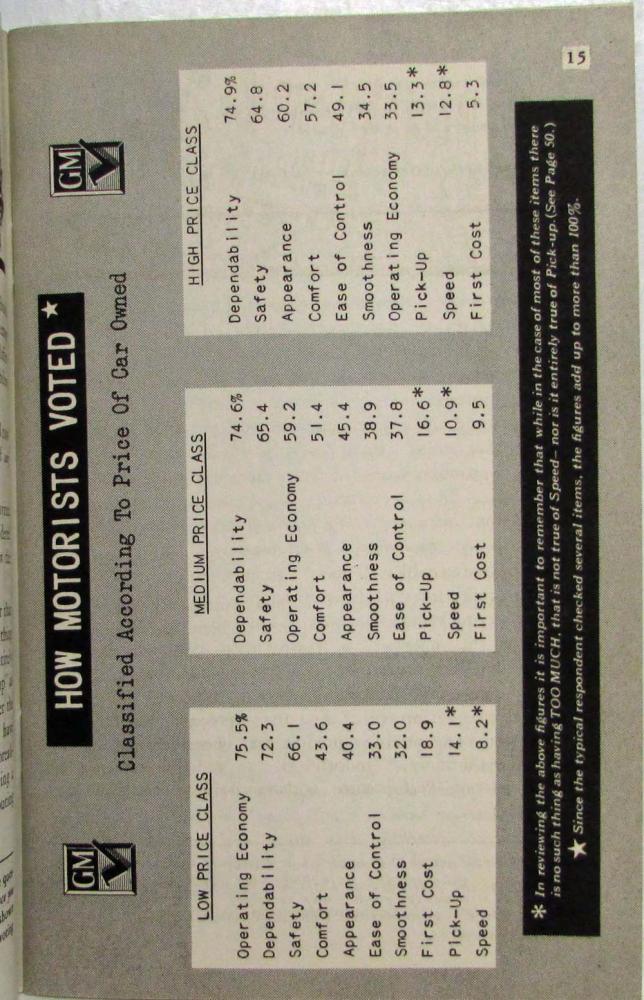 GM
HOW MOTORISTS VOTED ★
GM
Classified According To Price Of Car Owned
LOW PRICE CLASS
Operating Economy 75.5%
Dependability 72.3
Safety 66.1
Comfort 43.6
Appearance 40.4
Ease of Control 33.0
Smoothness 32.0
First Cost 18.9
Pick-Up 14.1*
Speed 8.2*
MEDIUM PRICE CLASS
Dependability 74.6%
Safety 65.4
Operating Economy 59.2
Comfort 51.4
Appearance 45.4
Smoothness 38.9
Ease of Control 37.8
Pick-Up 16.6*
Speed 10.9*
First Cost 9.5
HIGH PRICE CLASS
Dependability 74.9%
Safety 64.8
Appearance 60.2
Comfort 57.2
Ease of Control 49.1
Smoothness 34.5
Operating Economy 33.5
Pick-Up 13.3*
Speed 12.8*
First Cost 5.3
* In reviewing the above figures it is important to remember that while in the case of most of these items there
is no such thing as having TOO MUCH, that is not true of Speed—nor is it entirely true of Pick-up. (See Page 50.)
★ Since the typical respondent checked several items, the figures add up to more than 100%.
15